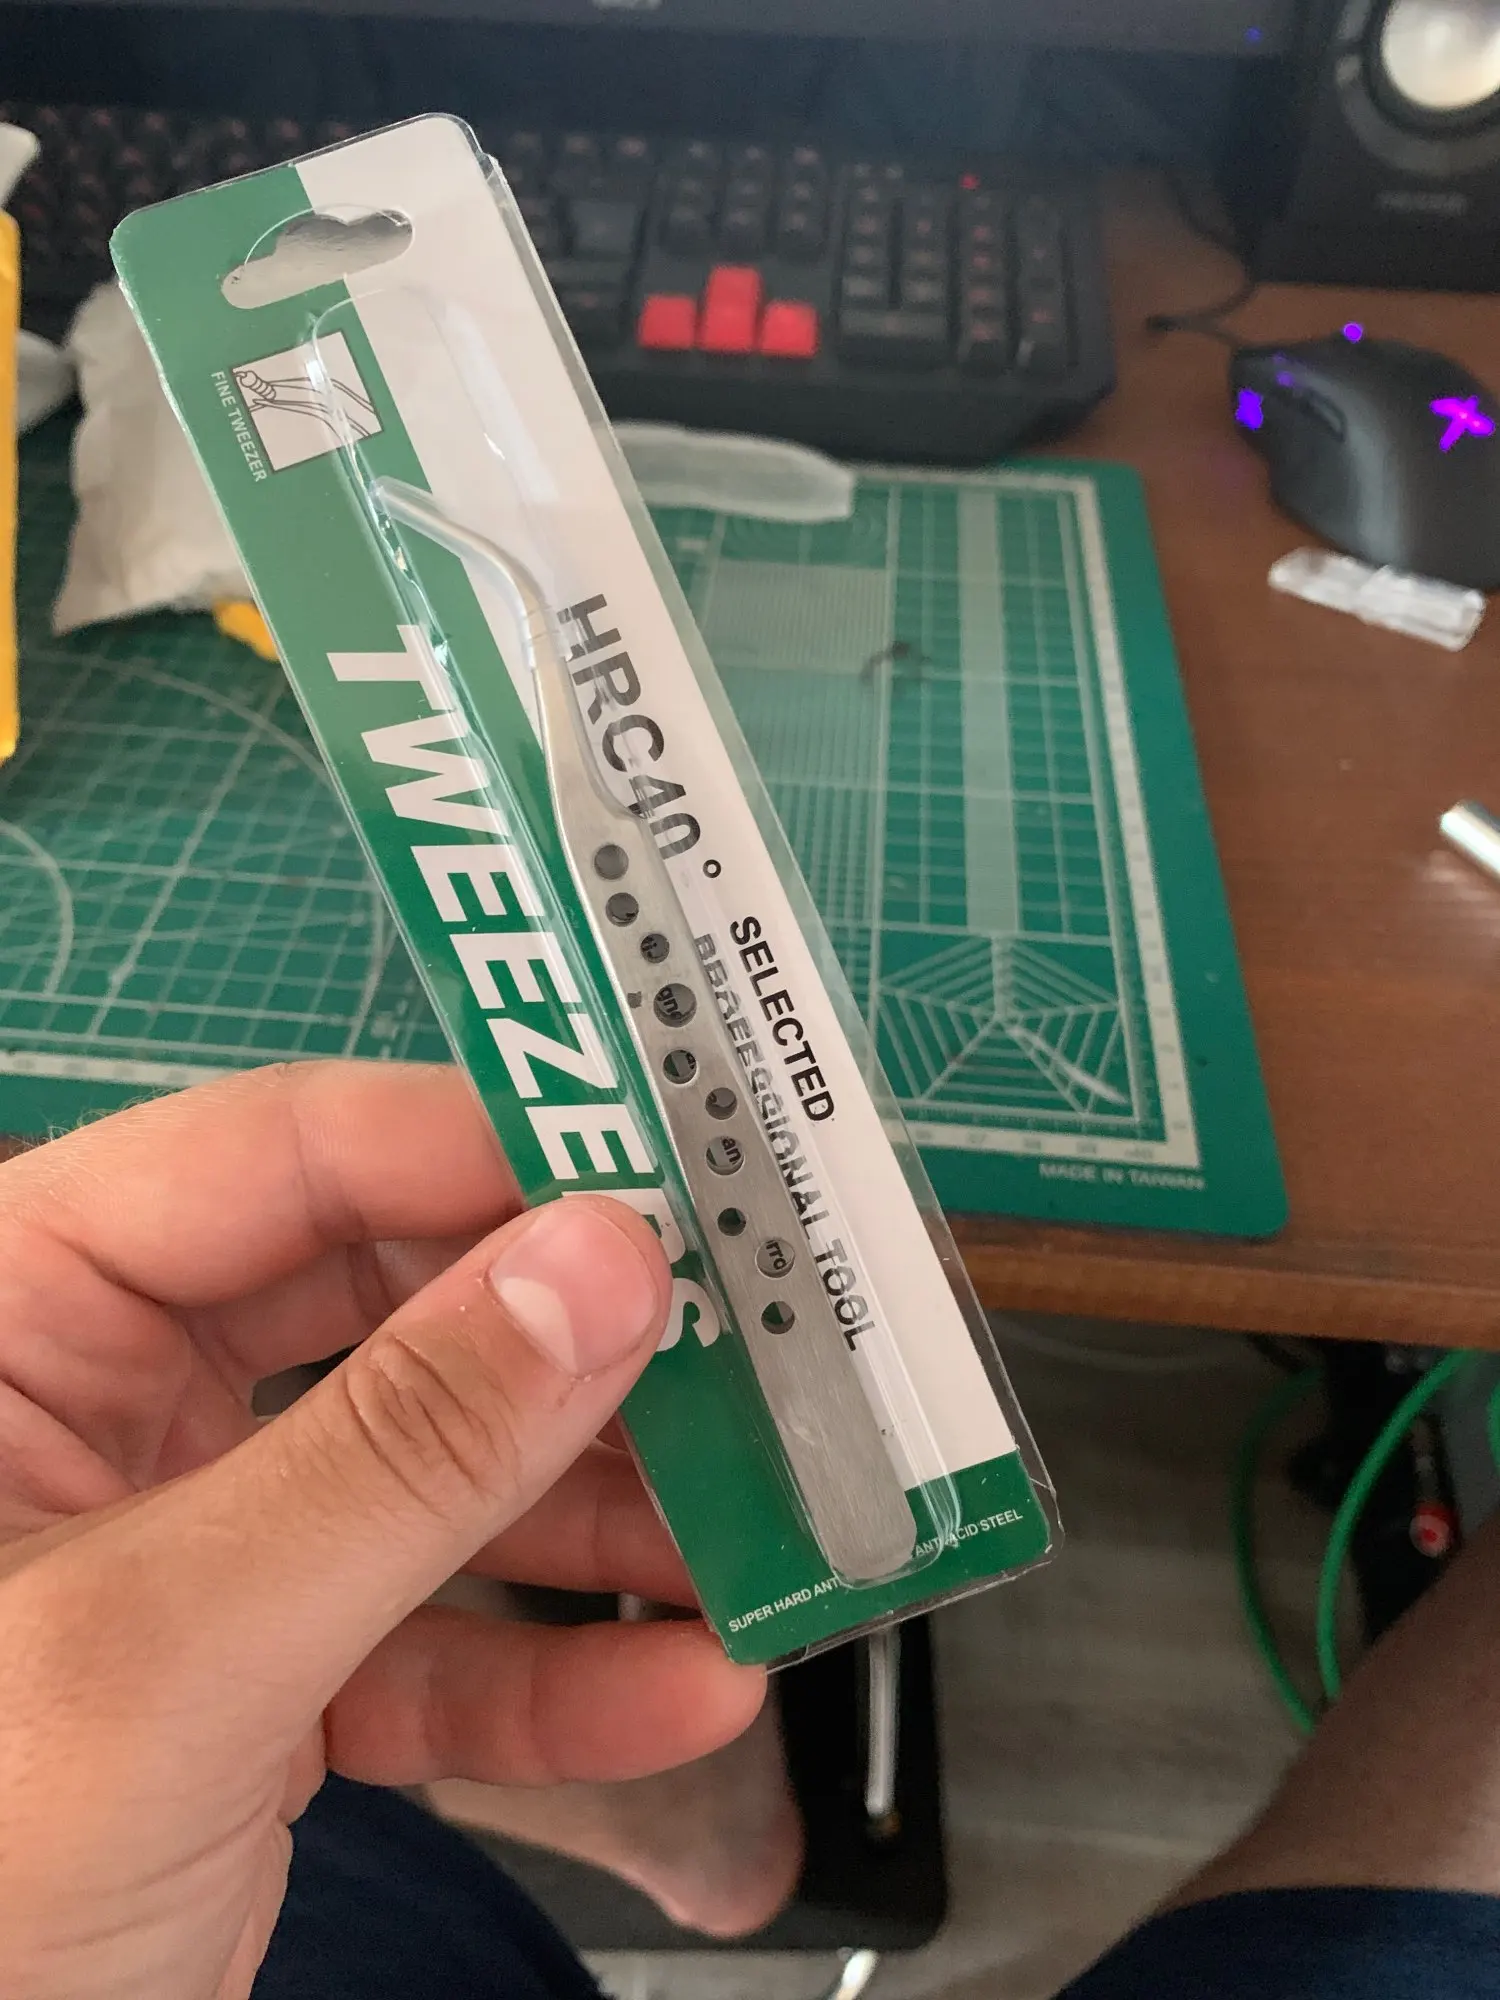 FINE TWEEZER
TWEEZERS
HRC40°
SELECTED
PROFESSIONAL TOOL
SUPER HARD ANT
ANTI-ACID STEEL
MADE IN TAIWAN